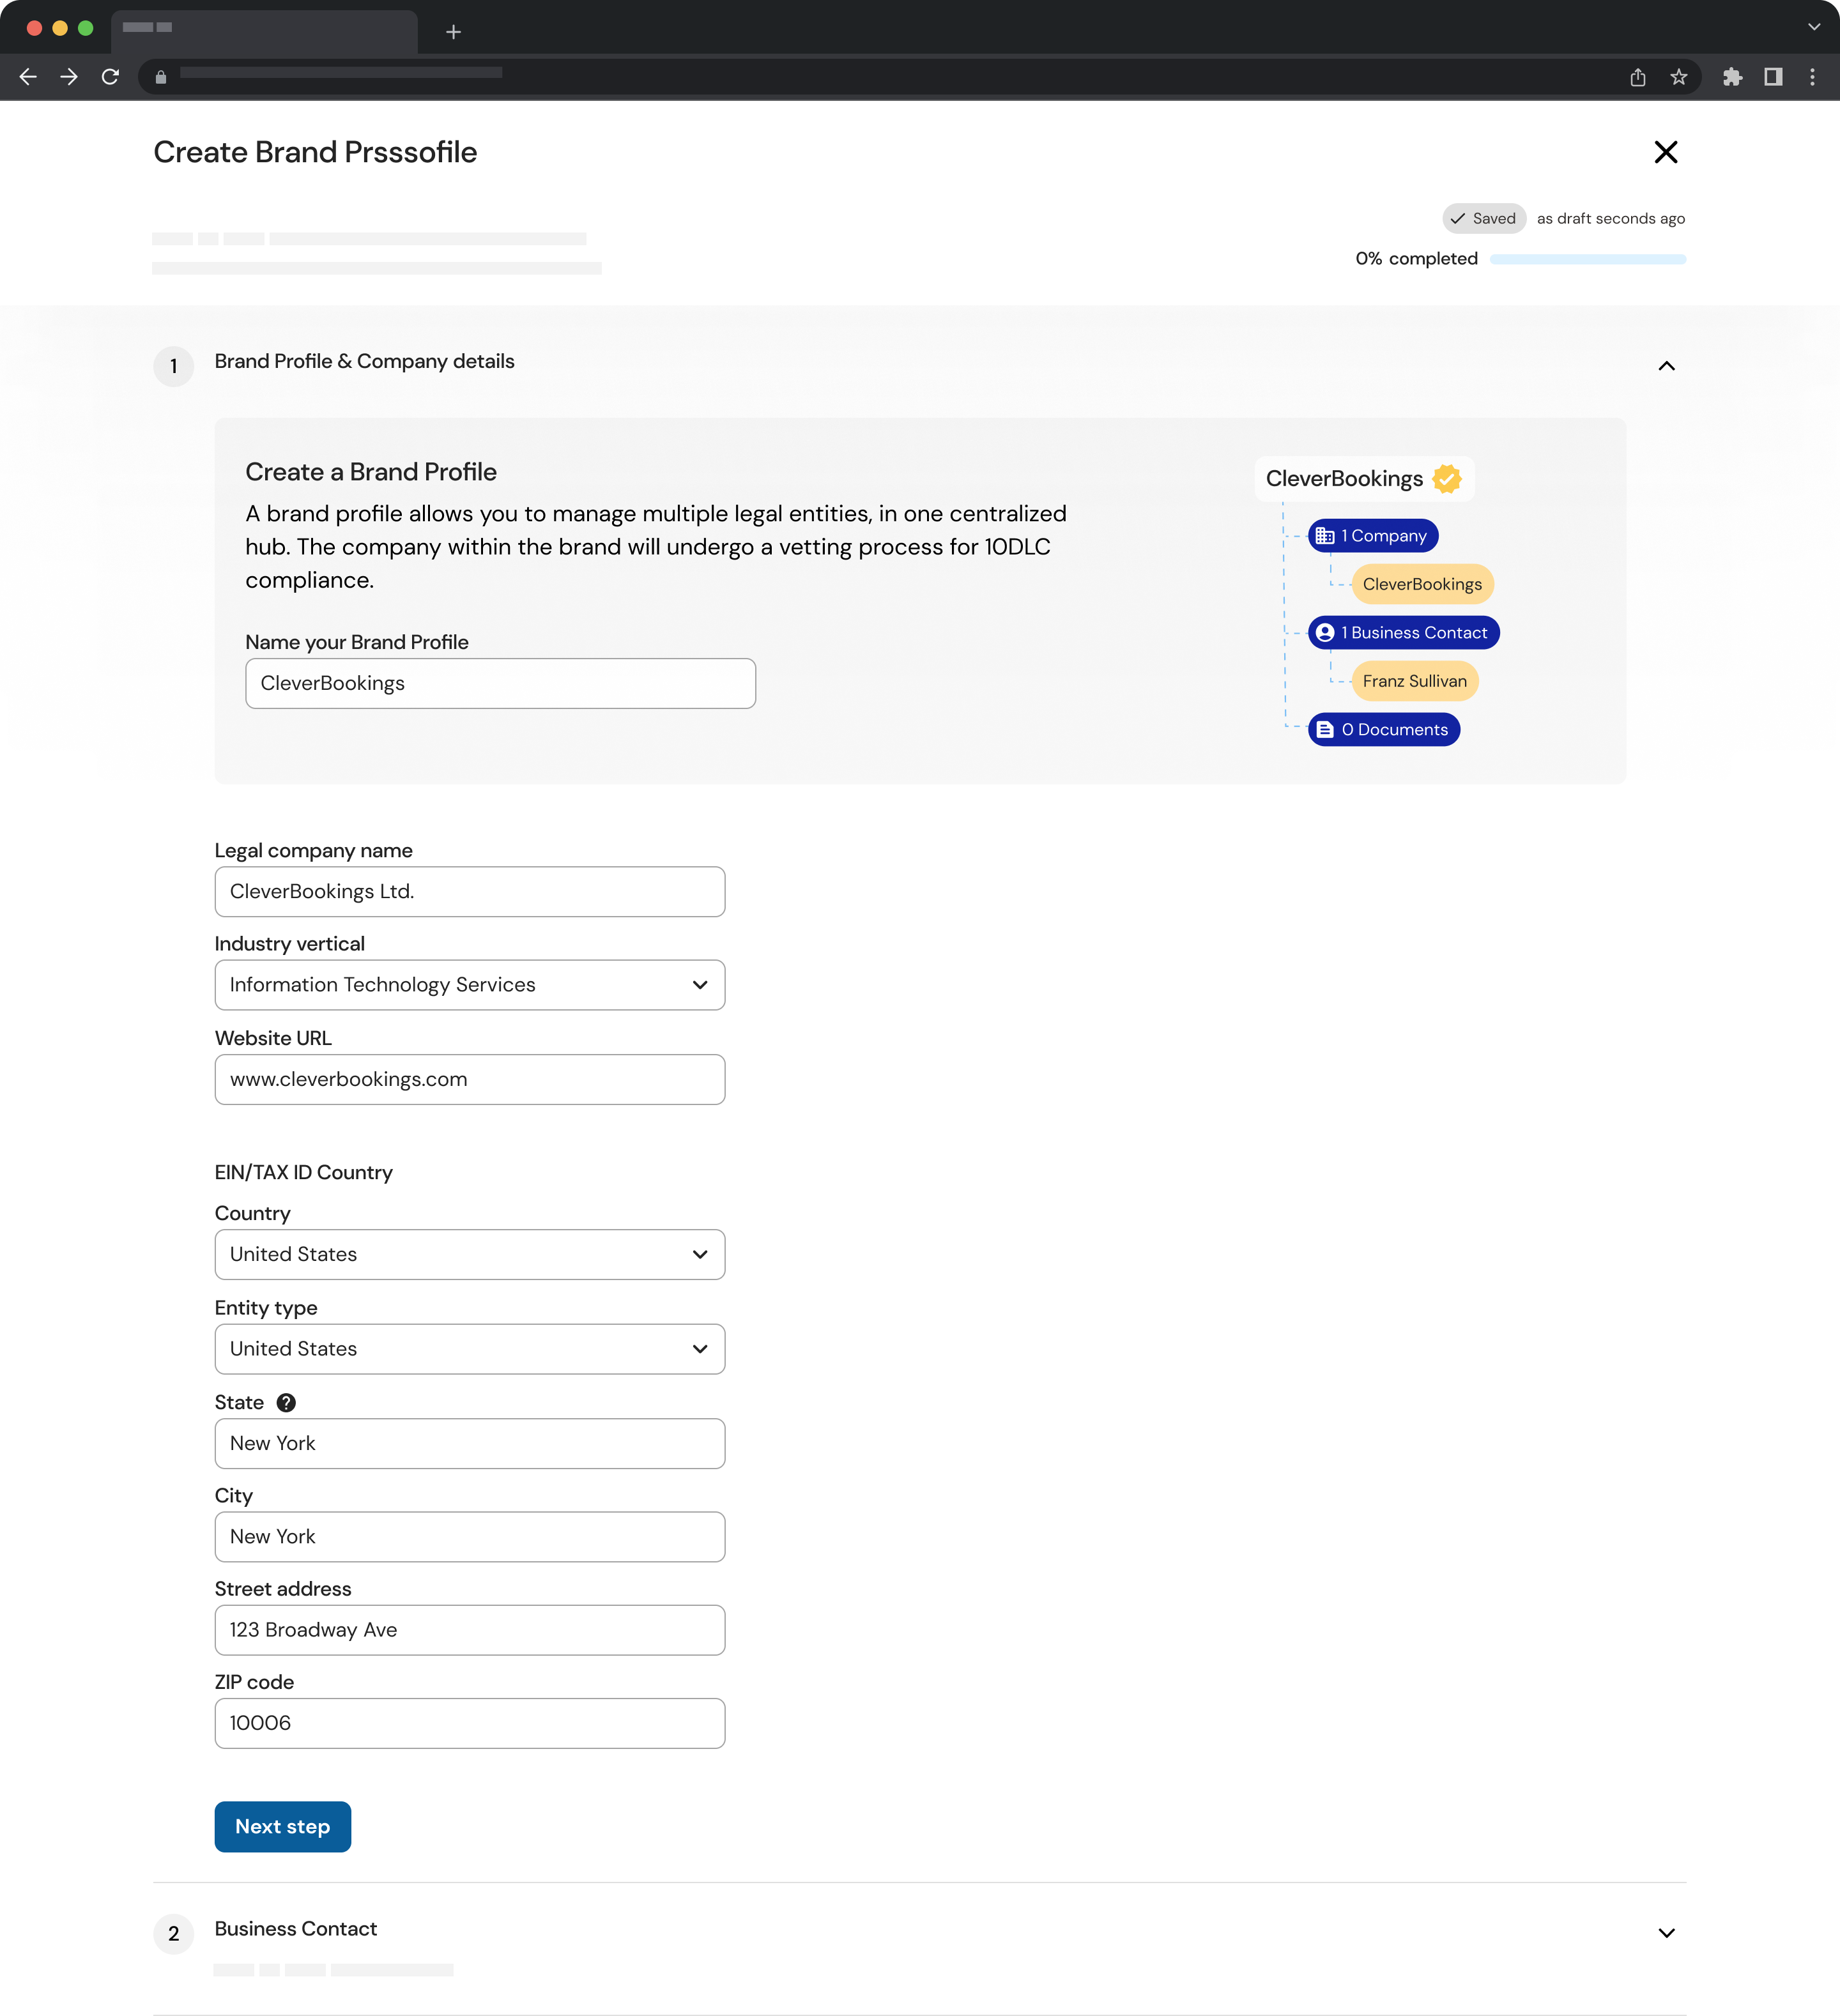 Create Brand Prsssofile
Saved as draft seconds ago
0% completed
1 Brand Profile & Company details
Create a Brand Profile
A brand profile allows you to manage multiple legal entities, in one centralized
hub. The company within the brand will undergo a vetting process for 10DLC
compliance.
Name your Brand Profile
CleverBookings
CleverBookings
1 Company
CleverBookings
1 Business Contact
Franz Sullivan
0 Documents
Legal company name
CleverBookings Ltd.
Industry vertical
Information Technology Services
Website URL
www.cleverbookings.com
EIN/TAX ID Country
Country
United States
Entity type
United States
State ?
New York
City
New York
Street address
123 Broadway Ave
ZIP code
10006
Next step
2 Business Contact